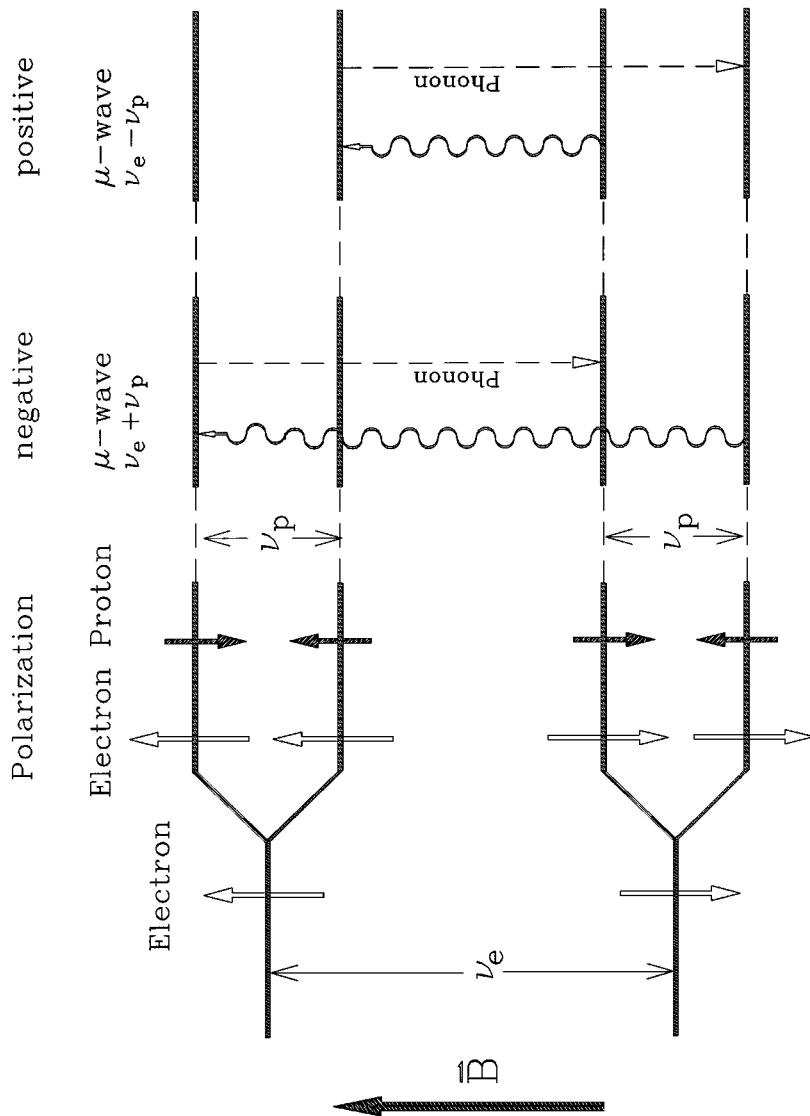 Polarization
negative
positive
Electron
Electron Proton
μ-wave
νe+νp
μ-wave
νe-νp
νp
Phonon
Phonon
νe
νp
B